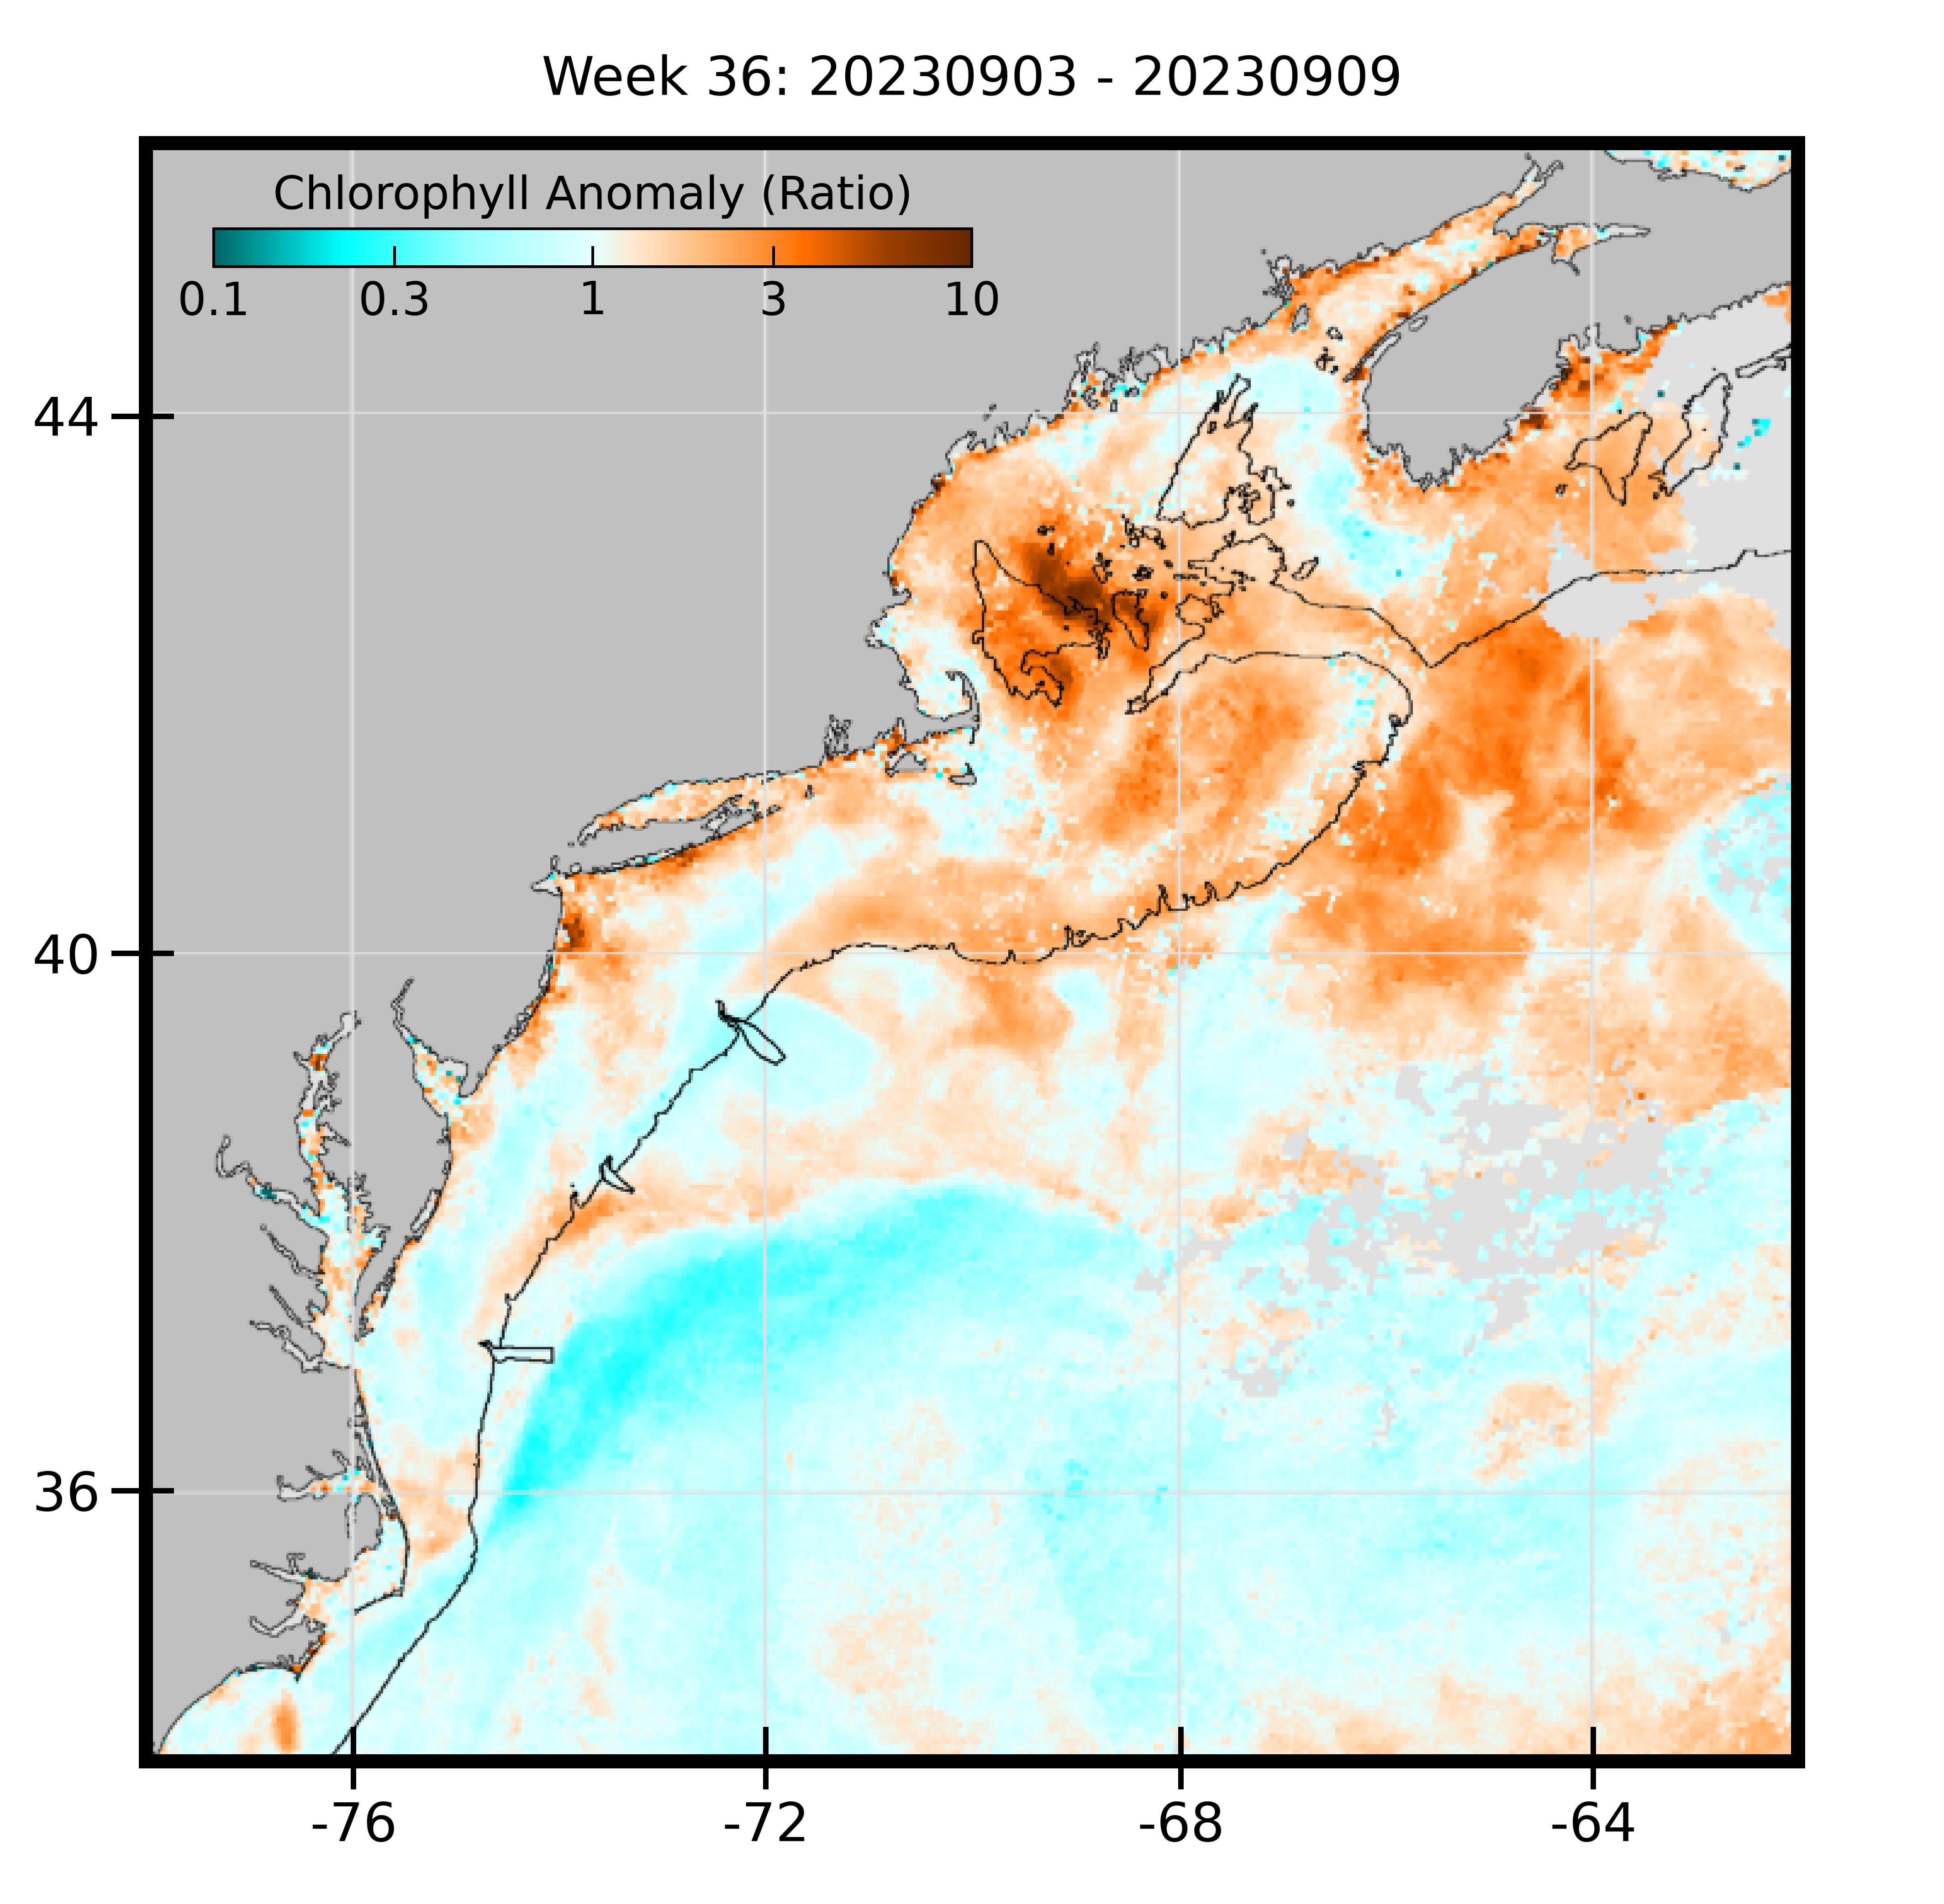 Week 36: 20230903 - 20230909
Chlorophyll Anomaly (Ratio)
0.1 0.3 1 3 10
44
40
36
-76 -72 -68 -64